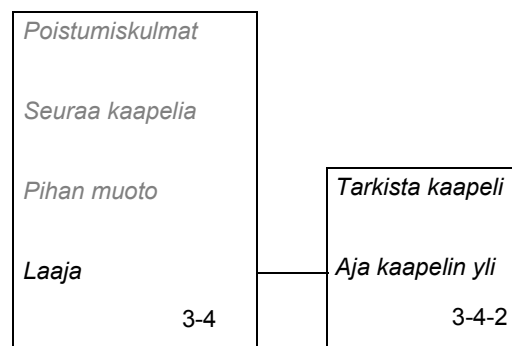 Poistumiskulmat
Seuraa kaapelia
Pihan muoto
Laaja
3-4
Tarkista kaapeli
Aja kaapelin yli
3-4-2